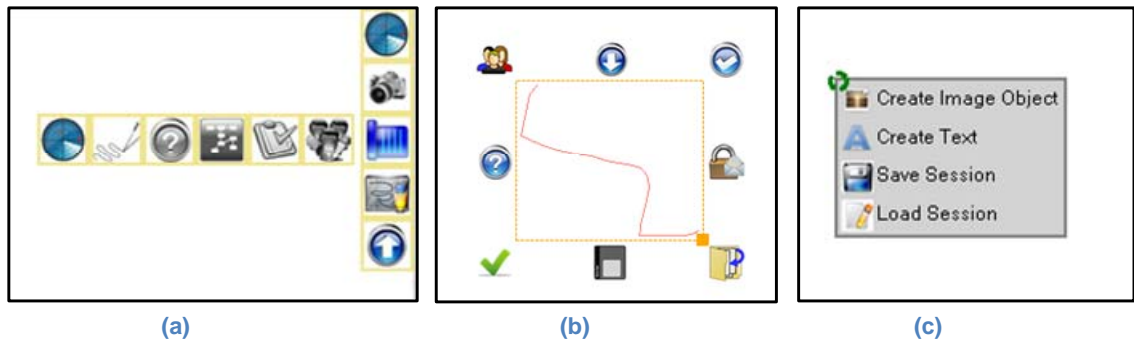 Create Image Object
Create Text
Save Session
Load Session
(a)
(b)
(c)